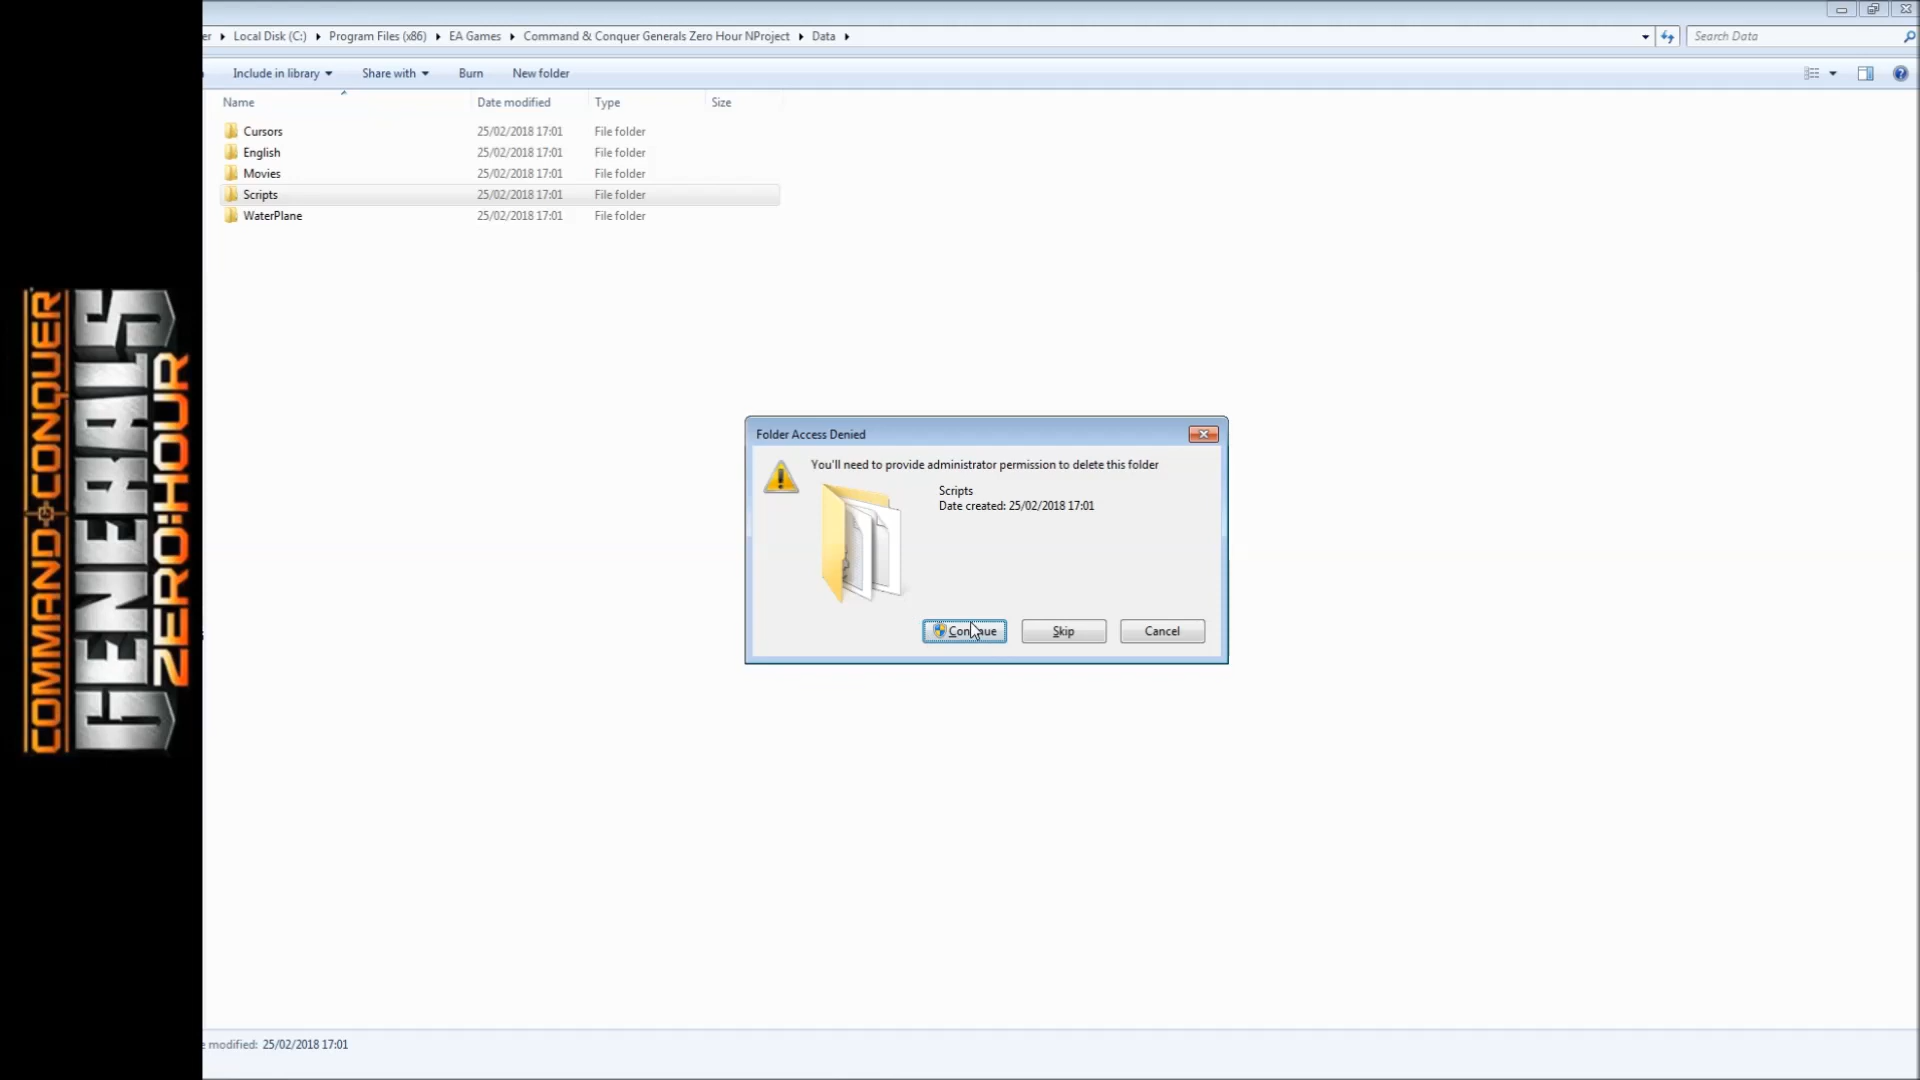 er ▸ Local Disk (C:) ▸ Program Files (x86) ▸ EA Games ▸ Command & Conquer Generals Zero Hour NProject ▸ Data ▸
Search Data
Include in library Share with Burn New folder
Name Date modified Type Size
Cursors 25/02/2018 17:01 File folder
English 25/02/2018 17:01 File folder
Movies 25/02/2018 17:01 File folder
Scripts 25/02/2018 17:01 File folder
WaterPlane 25/02/2018 17:01 File folder
COMMAND CONQUER
GENERALS
ZERO:HOUR
Folder Access Denied
You'll need to provide administrator permission to delete this folder
Scripts
Date created: 25/02/2018 17:01
Continue Skip Cancel
e modified: 25/02/2018 17:01